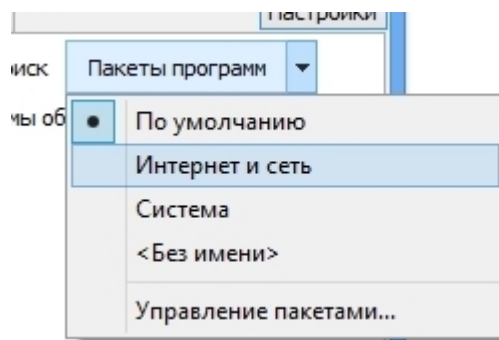 Настройки
иск Пакеты программ
мы об
По умолчанию
Интернет и сеть
Система
<Без имени>
Управление пакетами...